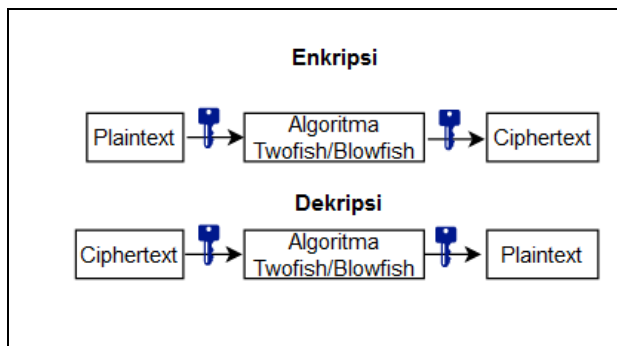 Enkripsi
Plaintext
Algoritma
Twofish/Blowfish
Ciphertext
Dekripsi
Ciphertext
Algoritma
Twofish/Blowfish
Plaintext